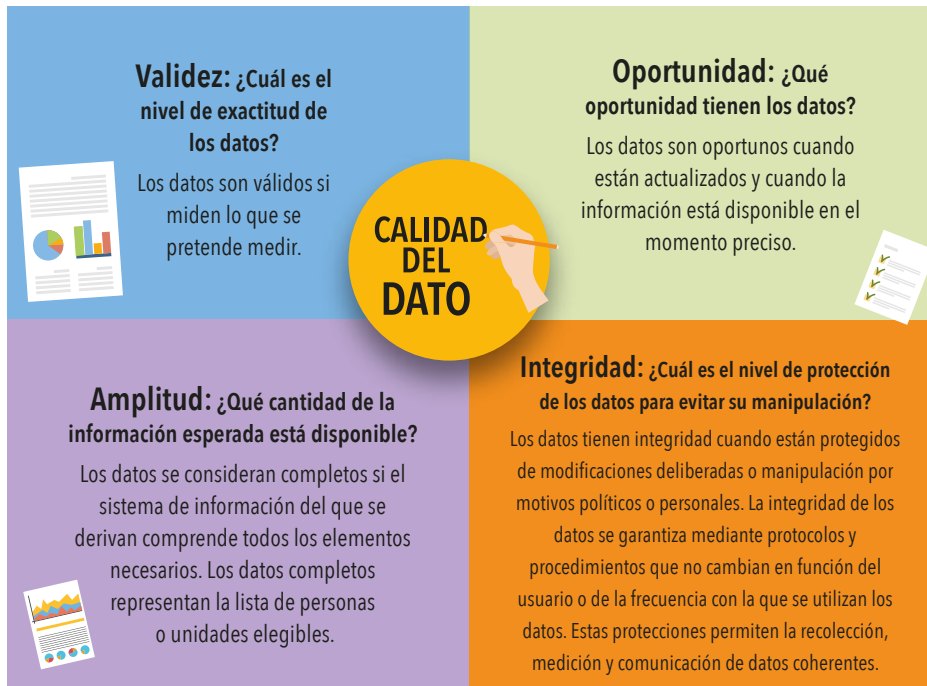 Validez: ¿Cuál es el
nivel de exactitud de
los datos?
Los datos son válidos si
miden lo que se
pretende medir.
Oportunidad: ¿Qué
oportunidad tienen los datos?
Los datos son oportunos cuando
están actualizados y cuando la
información está disponible en el
momento preciso.
CALIDAD
DEL
DATO
Amplitud: ¿Qué cantidad de la
información esperada está disponible?
Los datos se consideran completos si el
sistema de información del que se
derivan comprende todos los elementos
necesarios. Los datos completos
representan la lista de personas
o unidades elegibles.
Integridad: ¿Cuál es el nivel de protección
de los datos para evitar su manipulación?
Los datos tienen integridad cuando están protegidos
de modificaciones deliberadas o manipulación por
motivos políticos o personales. La integridad de los
datos se garantiza mediante protocolos y
procedimientos que no cambian en función del
usuario o de la frecuencia con la que se utilizan los
datos. Estas protecciones permiten la recolección,
medición y comunicación de datos coherentes.